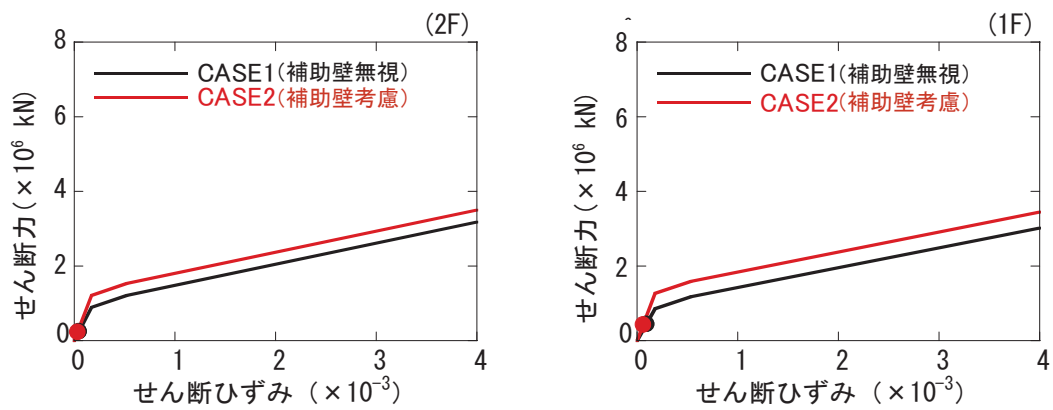 (2F)
8
6
4
2
0
CASE1(補助壁無視)
CASE2(補助壁考慮)
せん断力(×10⁶ kN)
0 1 2 3 4
せん断ひずみ (×10⁻³)
(1F)
8
6
4
2
0
CASE1(補助壁無視)
CASE2(補助壁考慮)
せん断力(×10⁶ kN)
0 1 2 3 4
せん断ひずみ (×10⁻³)